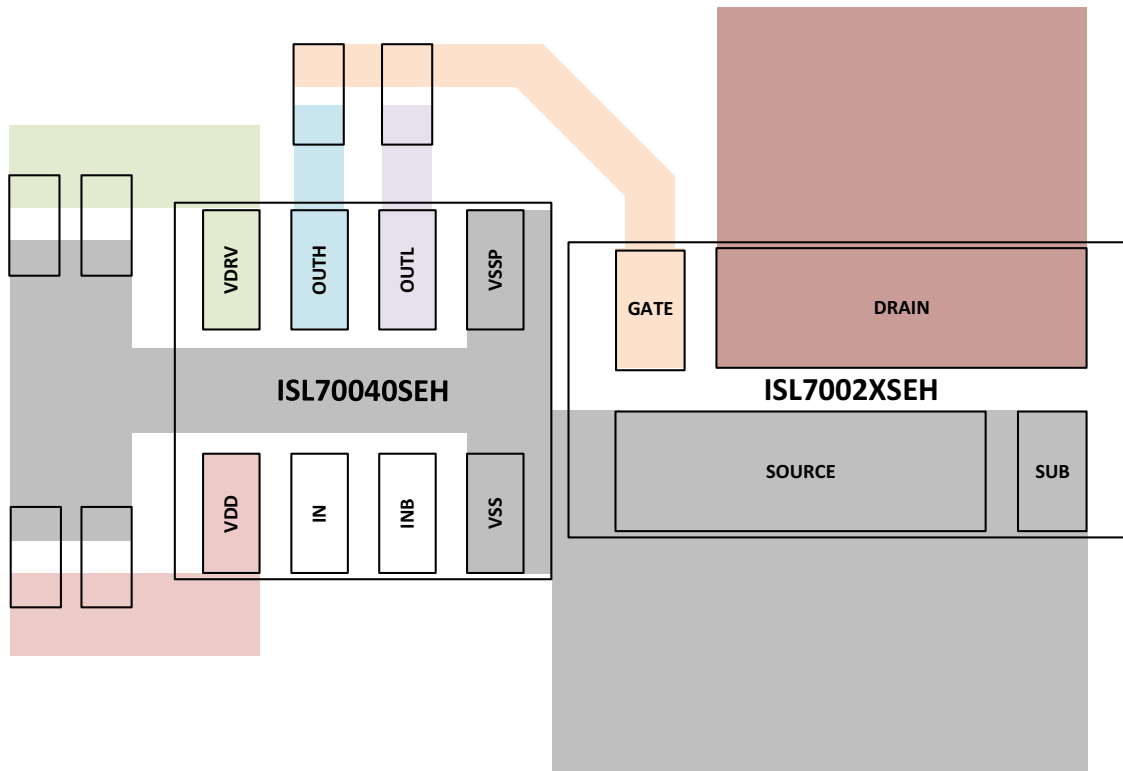 VDRV
OUTH
OUTL
VSSP
GATE
DRAIN
ISL70040SEH
ISL7002XSEH
VDD
IN
INB
VSS
SOURCE
SUB